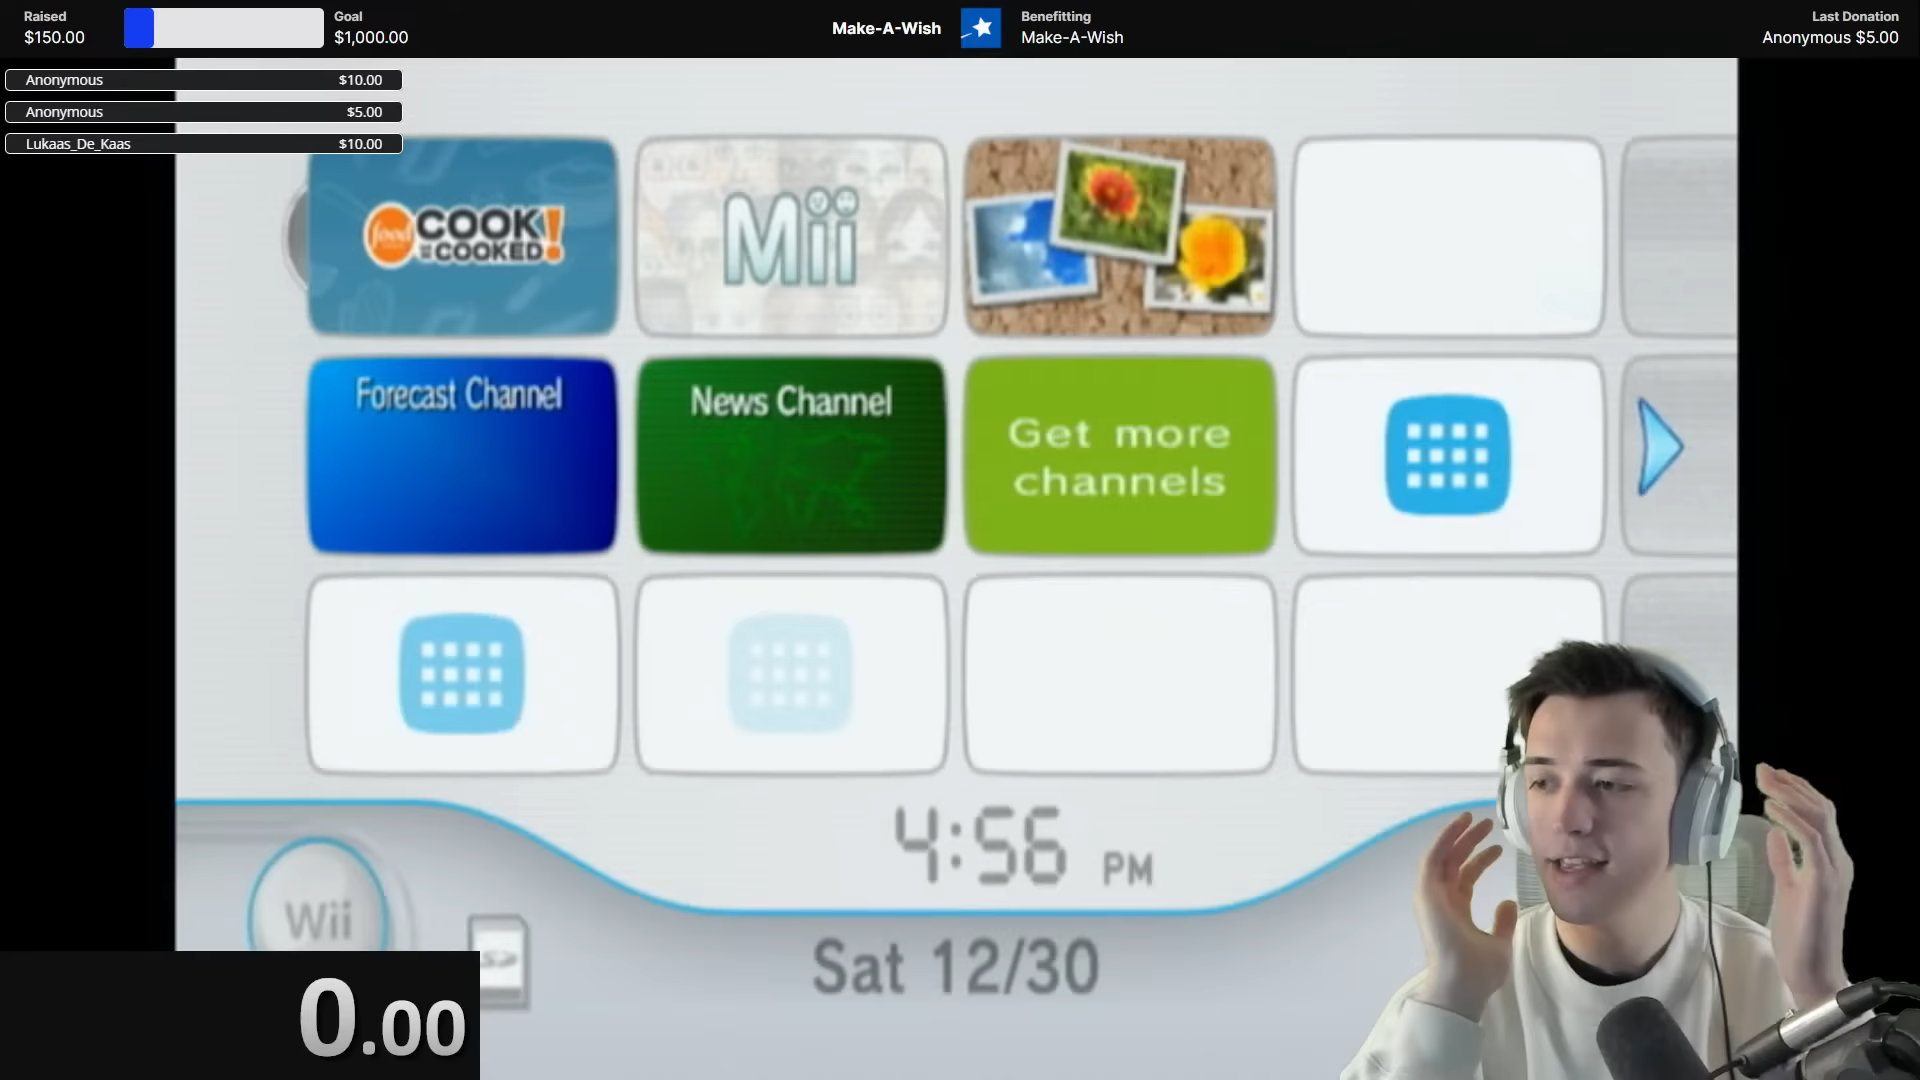 Raised
$150.00
Goal
$1,000.00
Make-A-Wish
Benefitting
Make-A-Wish
Last Donation
Anonymous $5.00
Anonymous $10.00
Anonymous $5.00
Lukaas_De_Kaas $10.00
food
COOK
COOKED!
Mii
Forecast Channel
News Channel
Get more
channels
4:56 PM
Wii
Sat 12/30
0.00